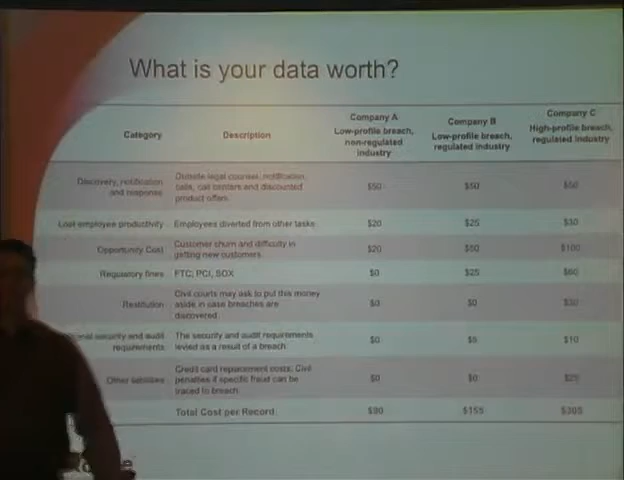 What is your data worth?
Category Description Company A Company B Company C
Low-profile breach, non-regulated industry Low-profile breach, regulated industry High-profile breach, regulated industry
Discovery, notification and response Outside legal counsel, notification, calls, call centers and discounted product offers $50 $50 $50
Lost employee productivity Employees diverted from other tasks $20 $25 $30
Opportunity Cost Customer churn and difficulty in getting new customers $20 $50 $100
Regulatory fines FTC, PCI, SOX $0 $25 $60
Restitution Civil courts may ask to put this money aside in case breaches are discovered $0 $0 $30
security and audit requirements The security and audit requirements levied as a result of a breach $0 $5 $10
Other liabilities Credit card replacement costs. Civil penalties if specific fraud can be traced to breach $0 $0 $25
Total Cost per Record $90 $155 $305